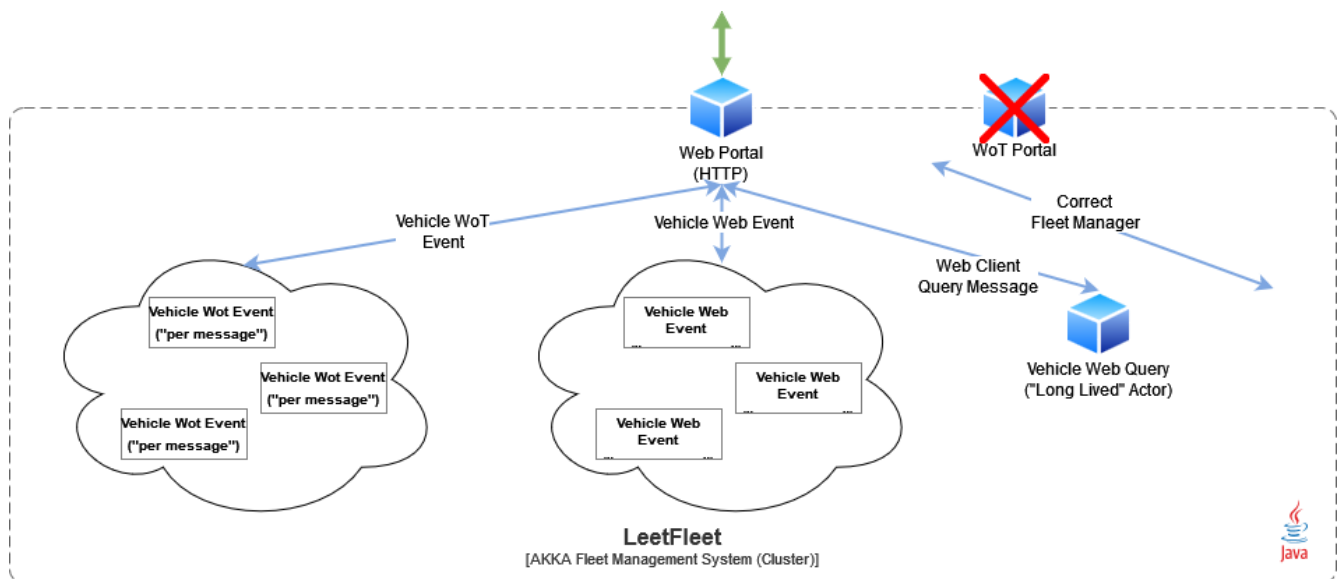 Web Portal
(HTTP)
WoT Portal
Vehicle WoT
Event
Vehicle Web Event
Correct
Fleet Manager
Web Client
Query Message
Vehicle Wot Event
("per message")
Vehicle Wot Event
("per message")
Vehicle Wot Event
("per message")
Vehicle Web
Event
Vehicle Web
Event
Vehicle Web
Event
Vehicle Web Query
("Long Lived" Actor)
LeetFleet
[AKKA Fleet Management System (Cluster)]
Java